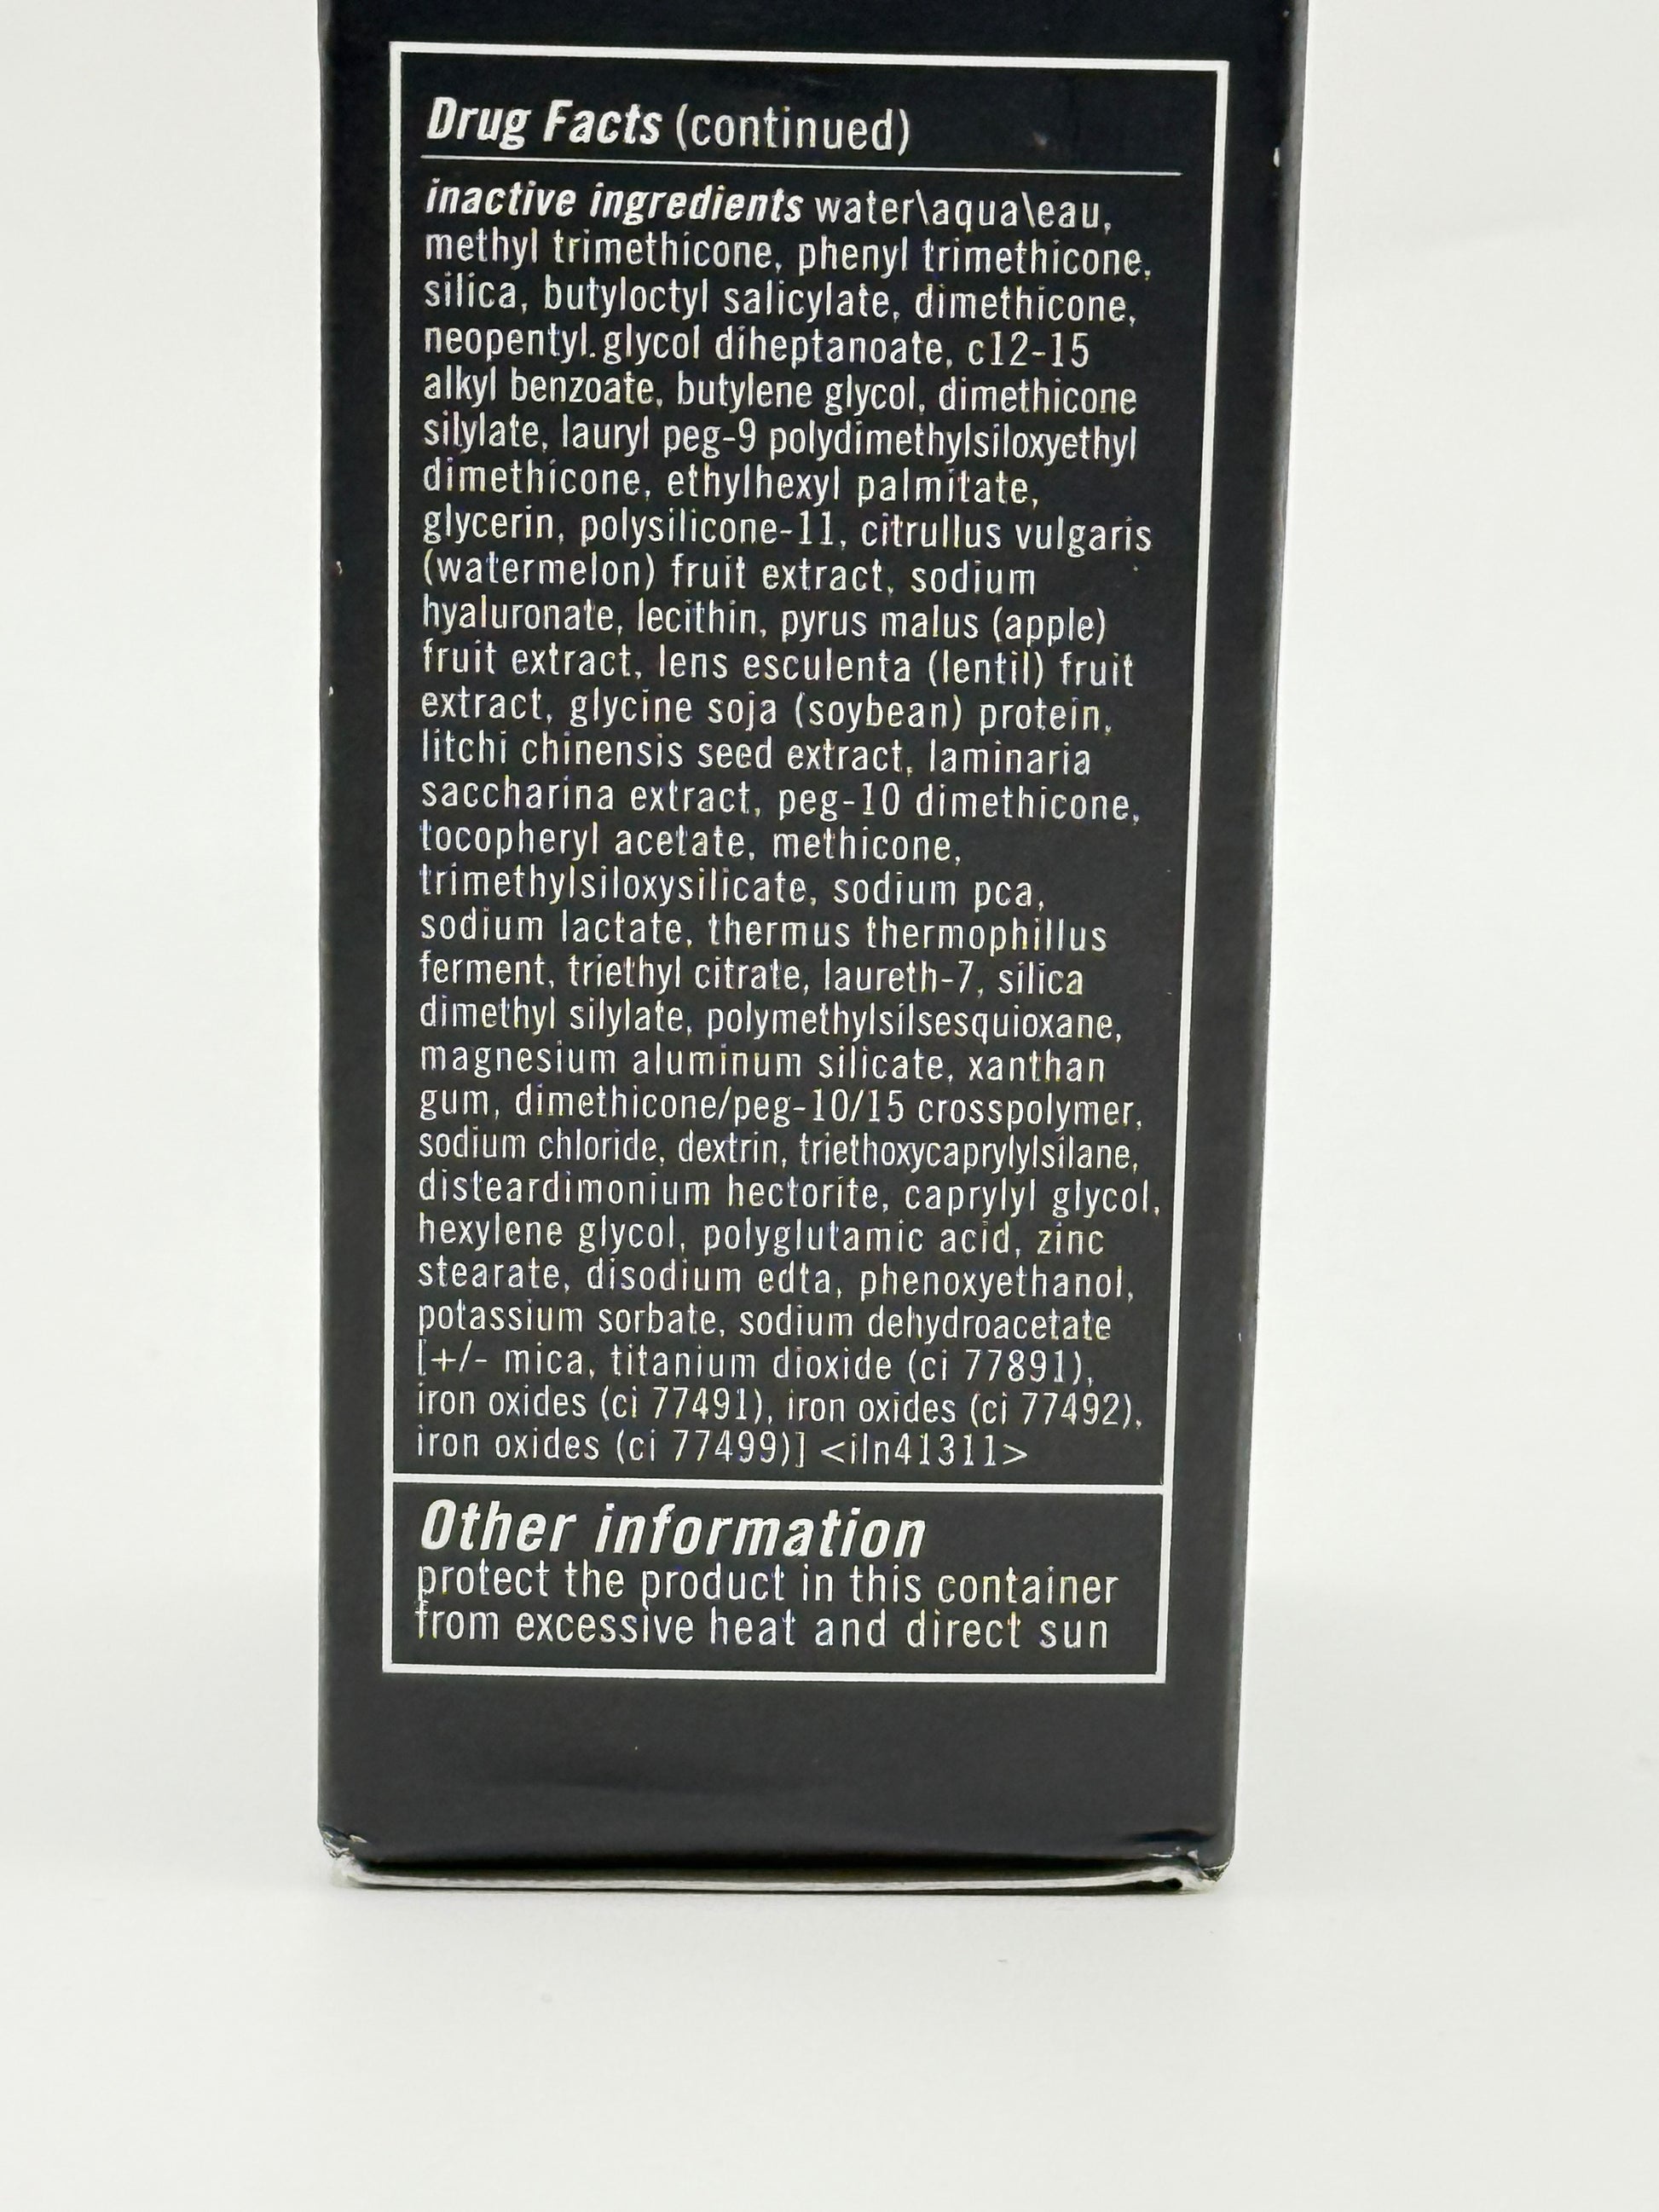 Drug Facts (continued)
inactive ingredients water\aqua\eau,
methyl trimethicone, phenyl trimethicone,
silica, butyloctyl salicylate, dimethicone,
neopentyl glycol diheptanoate, c12-15
alkyl benzoate, butylene glycol, dimethicone
silylate, lauryl peg-9 polydimethylsiloxyethyl
dimethicone, ethylhexyl palmitate,
glycerin, polysilicone-11, citrullus vulgaris
(watermelon) fruit extract, sodium
hyaluronate, lecithin, pyrus malus (apple)
fruit extract, lens esculenta (lentil) fruit
extract, glycine soja (soybean) protein,
litchi chinensis seed extract, laminaria
saccharina extract, peg-10 dimethicone,
tocopheryl acetate, methicone,
trimethylsiloxysilicate, sodium pca,
sodium lactate, thermus thermophillus
ferment, triethyl citrate, laureth-7, silica
dimethyl silylate, polymethylsilsesquioxane,
magnesium aluminum silicate, xanthan
gum, dimethicone/peg-10/15 crosspolymer,
sodium chloride, dextrin, triethoxycaprylylsilane,
disteardimonium hectorite, caprylyl glycol,
hexylene glycol, polyglutamic acid, zinc
stearate, disodium edta, phenoxyethanol,
potassium sorbate, sodium dehydroacetate
[+/- mica, titanium dioxide (ci 77891),
iron oxides (ci 77491), iron oxides (ci 77492),
iron oxides (ci 77499)] <iln41311>
Other information
protect the product in this container
from excessive heat and direct sun